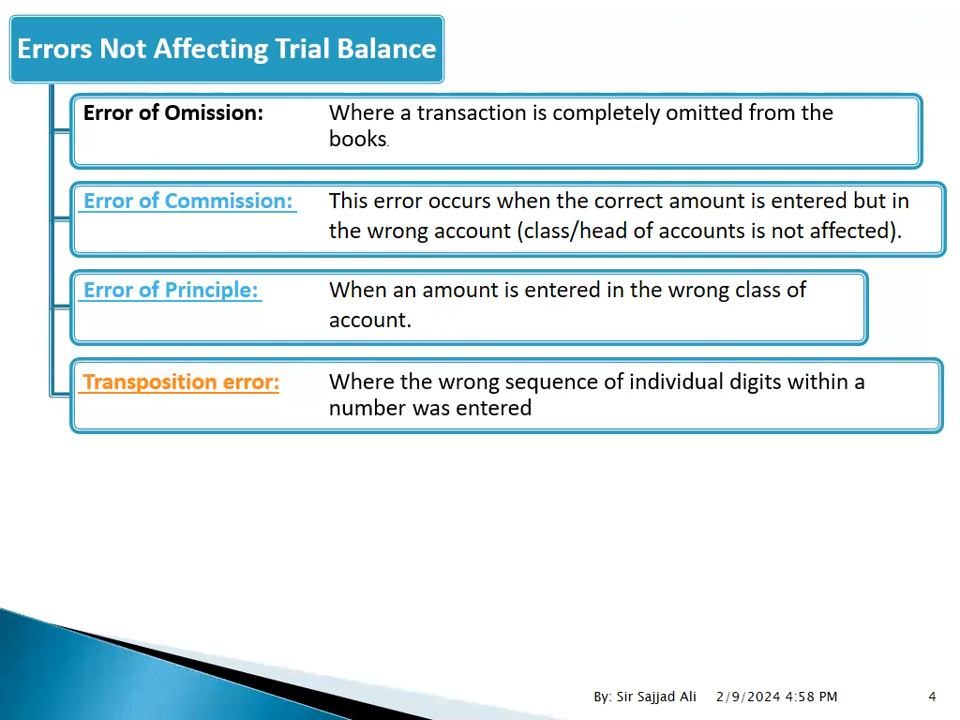 Errors Not Affecting Trial Balance
Error of Omission: Where a transaction is completely omitted from the
books.
Error of Commission: This error occurs when the correct amount is entered but in
the wrong account (class/head of accounts is not affected).
Error of Principle: When an amount is entered in the wrong class of
account.
Transposition error: Where the wrong sequence of individual digits within a
number was entered
By: Sir Sajjad Ali 2/9/2024 4:58 PM 4